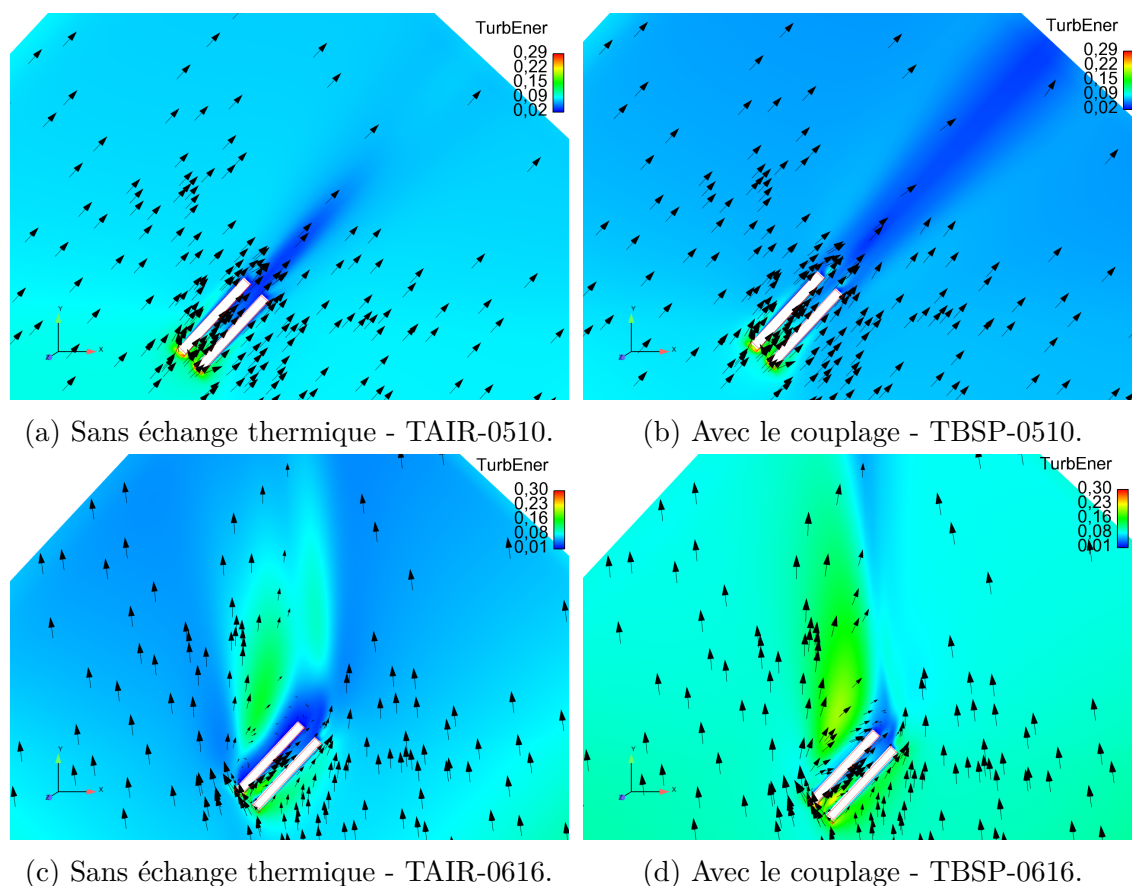 TurbEner
0,29
0,22
0,15
0,09
0,02
Y
X
(a) Sans échange thermique - TAIR-0510.
TurbEner
0,29
0,22
0,15
0,09
0,02
Y
X
(b) Avec le couplage - TBSP-0510.
TurbEner
0,30
0,23
0,16
0,08
0,01
Y
X
(c) Sans échange thermique - TAIR-0616.
TurbEner
0,30
0,23
0,16
0,08
0,01
Y
X
(d) Avec le couplage - TBSP-0616.